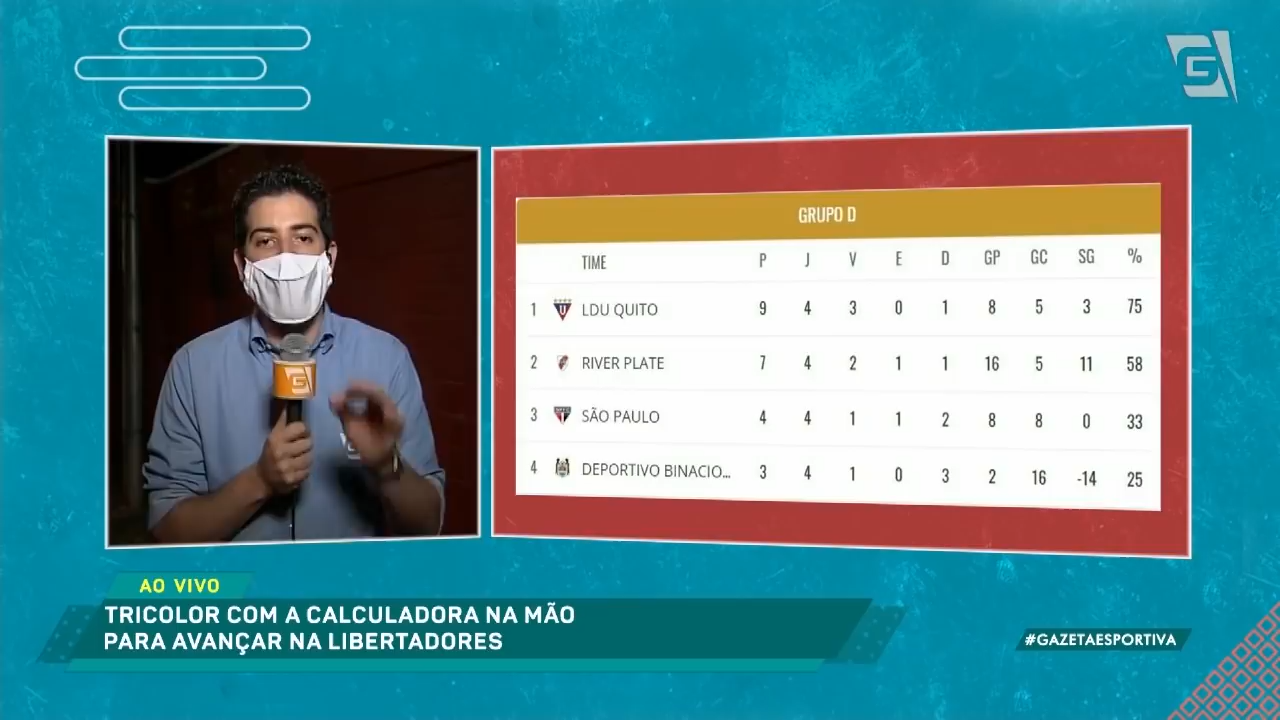 GRUPO D
TIME P J V E D GP GC SG %
1 LDU QUITO 9 4 3 0 1 8 5 3 75
2 RIVER PLATE 7 4 2 1 1 16 5 11 58
3 SÃO PAULO 4 4 1 1 2 8 8 0 33
4 DEPORTIVO BINACIO... 3 4 1 0 3 2 16 -14 25
AO VIVO
TRICOLOR COM A CALCULADORA NA MÃO
PARA AVANÇAR NA LIBERTADORES
#GAZETAESPORTIVA